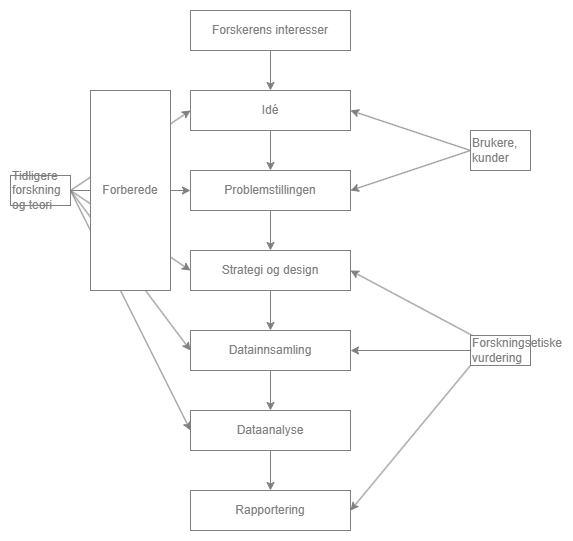 Forskerens interesser
Idé
Brukere,
kunder
Tidligere
forskning
og teori
Forberede
Problemstillingen
Strategi og design
Datainnsamling
Forskningsetiske
vurdering
Dataanalyse
Rapportering